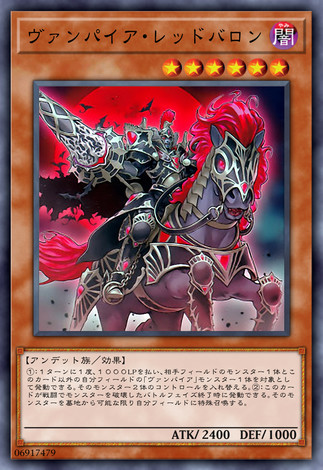 ヴァンパイア・レッドバロン
闇
やみ
【アンデット族/効果】
①:1ターンに1度、1000LPを払い、相手フィールドのモンスター1体とこ
のカード以外の自分フィールドの「ヴァンパイア」モンスター1体を対象とし
て発動できる。そのモンスター2体のコントロールを入れ替える。②:このカード
が戦闘でモンスターを破壊したバトルフェイズ終了時に発動できる。そのモン
スターを墓地から可能な限り自分フィールドに特殊召喚する。
ATK/ 2400 DEF/1000
06917479